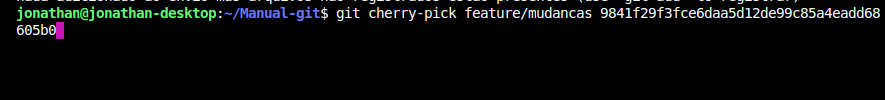 jonathan@jonathan-desktop:~/Manual-git$ git cherry-pick feature/mudancas 9841f29f3fce6daa5d12de99c85a4eadd68
605b0